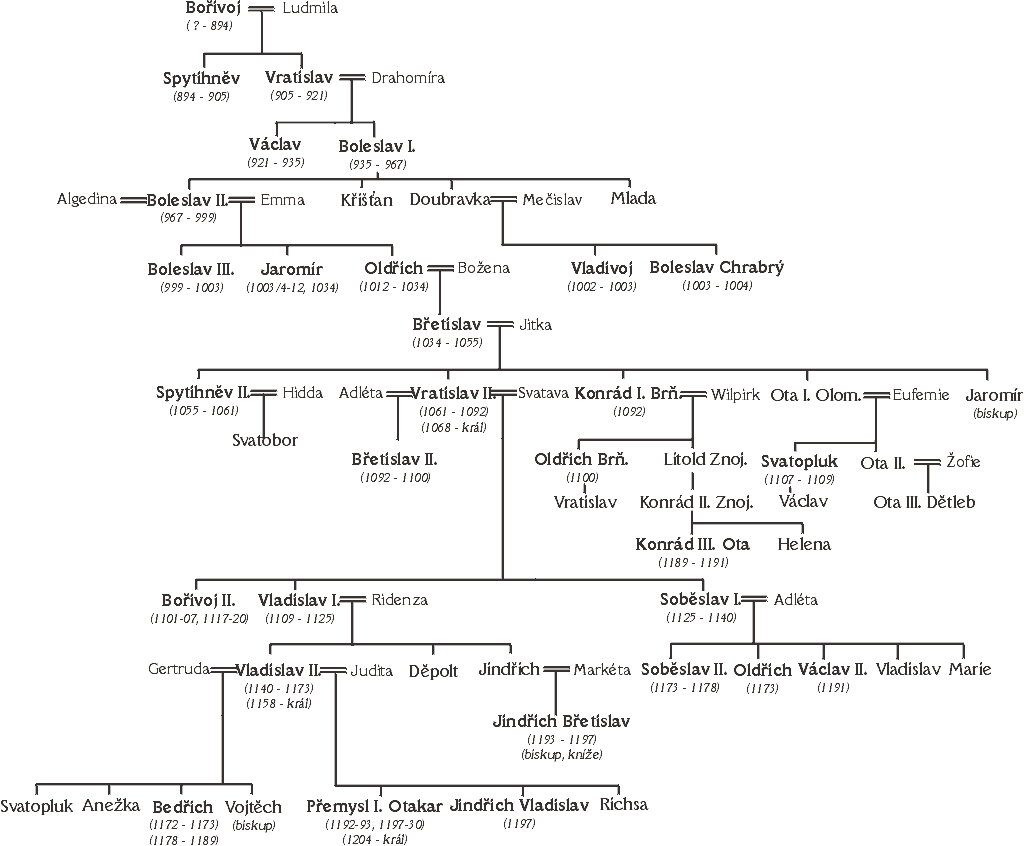 Bořívoj Ludmila
( ? - 894)
Spytihněv Vratislav Drahomíra
(894 - 905) (905 - 921)
Václav Boleslav I.
(921 - 935) (935 - 967)
Algedina Boleslav II. Emma Křišťan Doubravka Mečislav Mlada
(967 - 999)
Boleslav III. Jaromír Oldřich Božena Vladivoj Boleslav Chrabrý
(999 - 1003) (1003/4-12, 1034) (1012 - 1034) (1002 - 1003) (1003 - 1004)
Břetislav Jitka
(1034 - 1055)
Spytihněv II. Hidda Adléta Vratislav II. Svatava Konrád I. Brň. Wilpirk Ota I. Olom. Eufemie Jaromír
(1055 - 1061) (1061 - 1092) (1092) (biskup)
(1068 - král)
Svatobor
Břetislav II. Oldřich Brň. Litold Znoj. Svatopluk Ota II. Žofie
(1092 - 1100) (1100) (1107 - 1109)
Vratislav Konrád II. Znoj. Václav Ota III. Dětleb
Konrád III. Ota Helena
(1189 - 1191)
Bořivoj II. Vladislav I. Ridenza Soběslav I. Adléta
(1101-07, 1117-20) (1109 - 1125) (1125 - 1140)
Gertruda Vladislav II. Judita Děpolt Jindřich Markéta Soběslav II. Oldřich Václav II. Vladislav Marie
(1140 - 1173) (1173 - 1178) (1173) (1191)
(1158 - král)
Jindřich Břetislav
(1193 - 1197)
(biskup, kníže)
Svatopluk Anežka Bedřich Vojtěch Přemysl I. Otakar Jindřich Vladislav Richsa
(1172 - 1173) (biskup) (1192-93, 1197-30) (1197)
(1178 - 1189) (1204 - král)